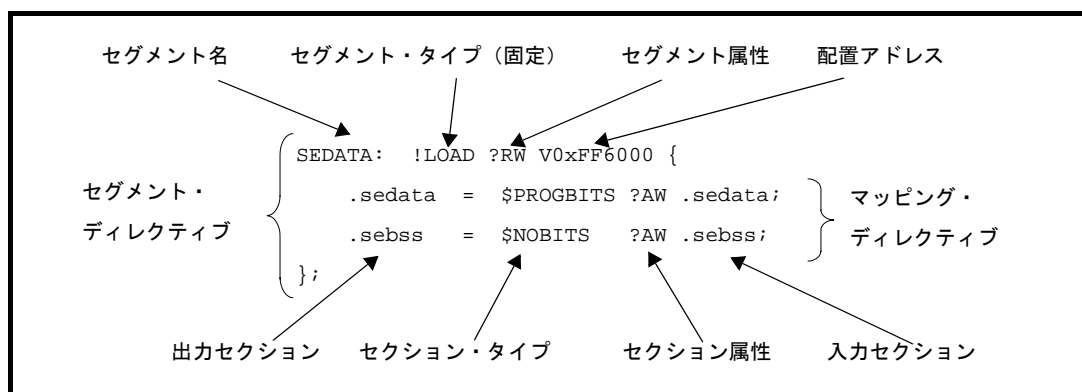 セグメント名 セグメント・タイプ（固定） セグメント属性 配置アドレス
SEDATA: !LOAD ?RW V0xFF6000 {
セグメント・
ディレクティブ
.sedata = $PROGBITS ?AW .sedata;
.sebss = $NOBITS ?AW .sebss;
マッピング・
ディレクティブ
};
出力セクション セクション・タイプ セクション属性 入力セクション